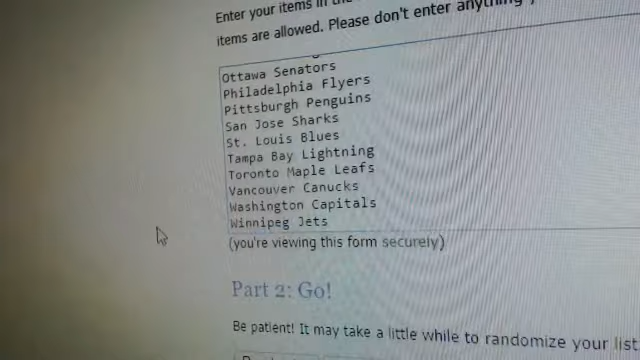 Enter your items in the
items are allowed. Please don't enter anything
Ottawa Senators
Philadelphia Flyers
Pittsburgh Penguins
San Jose Sharks
St. Louis Blues
Tampa Bay Lightning
Toronto Maple Leafs
Vancouver Canucks
Washington Capitals
Winnipeg Jets
(you're viewing this form securely)
Part 2: Go!
Be patient! It may take a little while to randomize your list